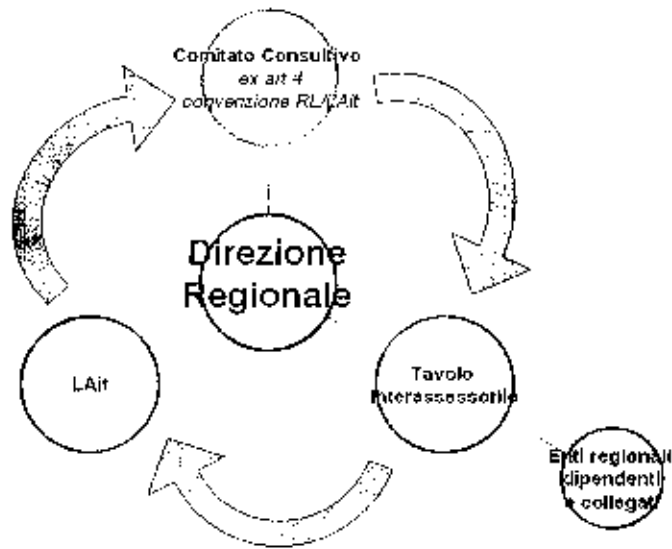 Comitato Consultivo
ex art 4
convenzione RL/LAit
Direzione
Regionale
LAit
Tavolo
Interassessorile
Enti regionali
dipendenti
e collegati